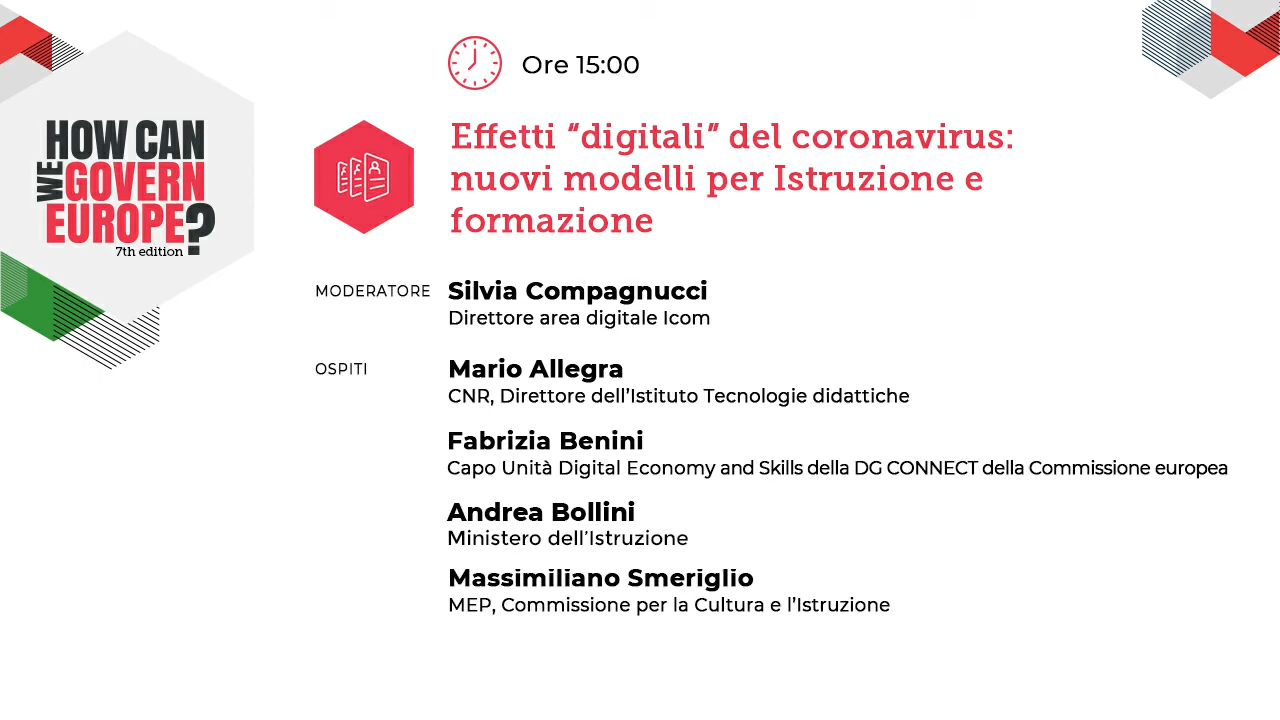 HOW CAN
WE GOVERN
EUROPE?
7th edition
Ore 15:00
Effetti “digitali” del coronavirus:
nuovi modelli per Istruzione e
formazione
MODERATORE
Silvia Compagnucci
Direttore area digitale Icom
OSPITI
Mario Allegra
CNR, Direttore dell’Istituto Tecnologie didattiche
Fabrizia Benini
Capo Unità Digital Economy and Skills della DG CONNECT della Commissione europea
Andrea Bollini
Ministero dell’Istruzione
Massimiliano Smeriglio
MEP, Commissione per la Cultura e l’Istruzione